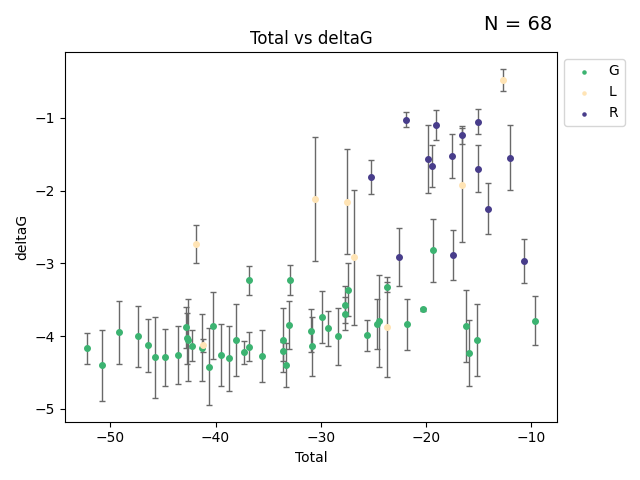 N = 68
Total vs deltaG
G
L
R
−1
−2
−3
−4
−5
deltaG
−50
−40
−30
−20
−10
Total